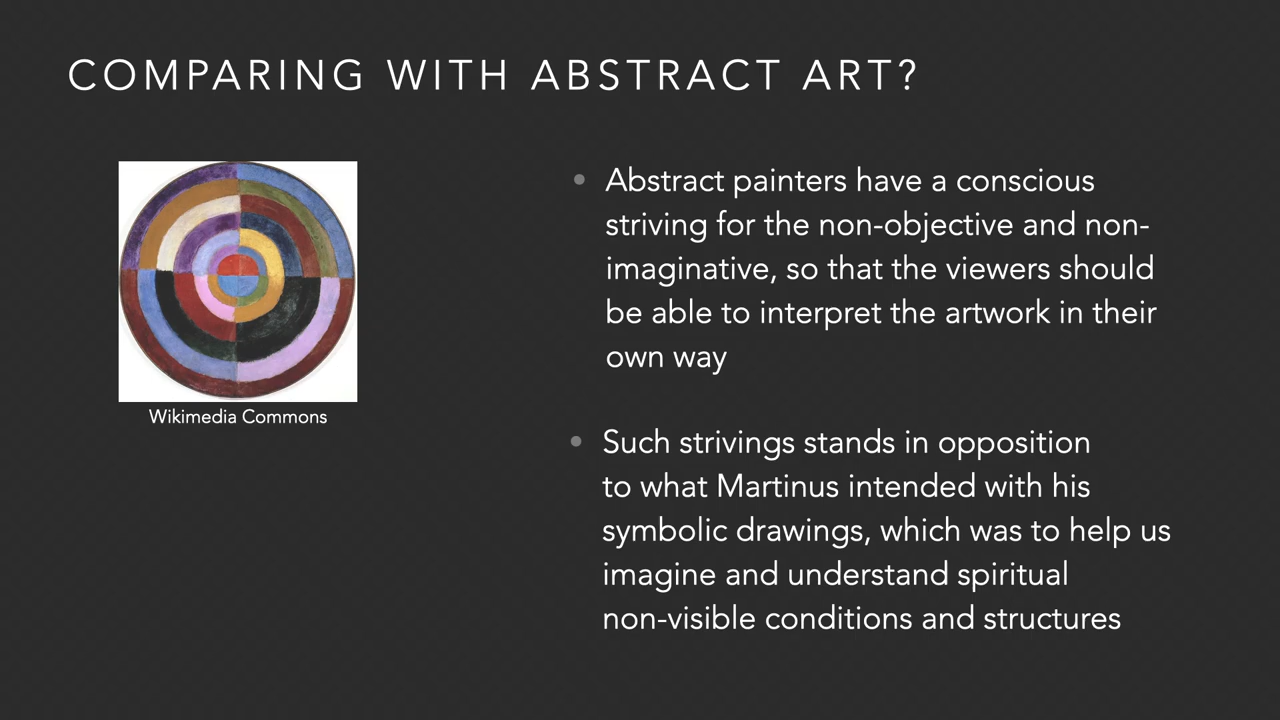 COMPARING WITH ABSTRACT ART?
Wikimedia Commons
• Abstract painters have a conscious
striving for the non-objective and non-
imaginative, so that the viewers should
be able to interpret the artwork in their
own way
• Such strivings stands in opposition
to what Martinus intended with his
symbolic drawings, which was to help us
imagine and understand spiritual
non-visible conditions and structures